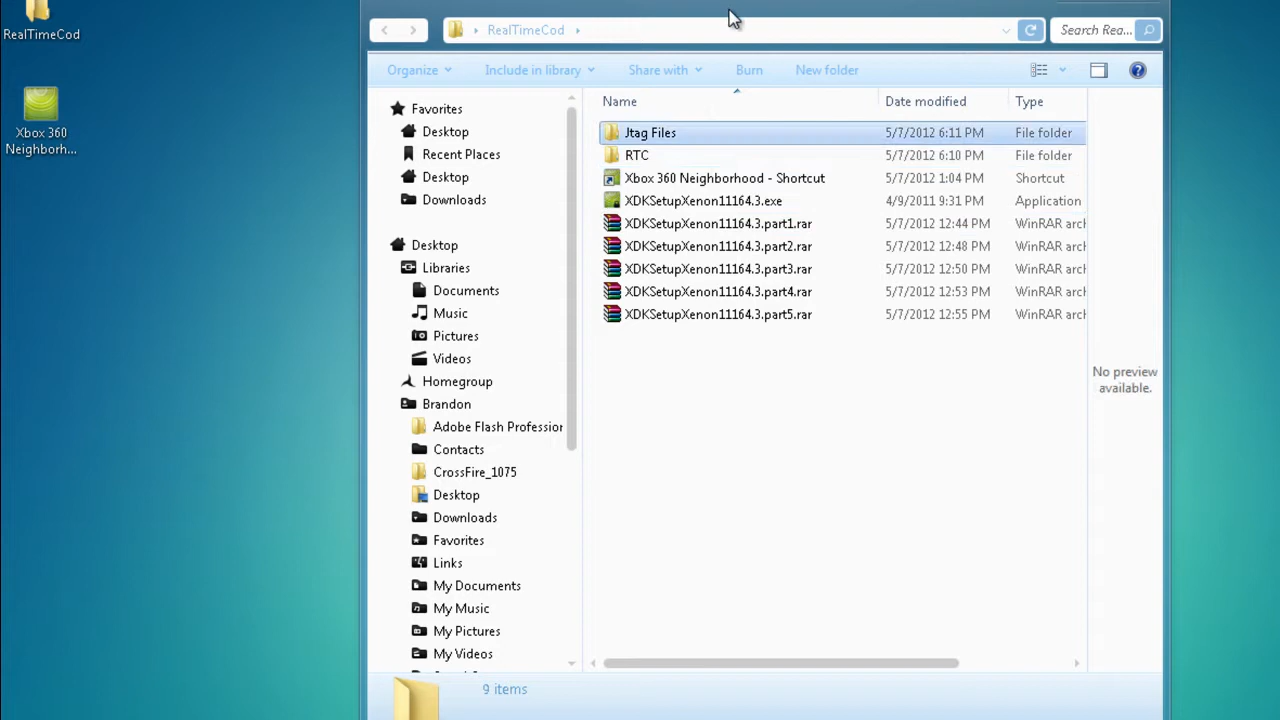 RealTimeCod
Xbox 360
Neighborh...
RealTimeCod
Search Rea...
Organize
Include in library
Share with
Burn
New folder
Favorites
Desktop
Recent Places
Desktop
Downloads
Desktop
Libraries
Documents
Music
Pictures
Videos
Homegroup
Brandon
Adobe Flash Profession
Contacts
CrossFire_1075
Desktop
Downloads
Favorites
Links
My Documents
My Music
My Pictures
My Videos
Name Date modified Type
Jtag Files 5/7/2012 6:11 PM File folder
RTC 5/7/2012 6:10 PM File folder
Xbox 360 Neighborhood - Shortcut 5/7/2012 1:04 PM Shortcut
XDKSetupXenon11164.3.exe 4/9/2011 9:31 PM Application
XDKSetupXenon11164.3.part1.rar 5/7/2012 12:44 PM WinRAR arch
XDKSetupXenon11164.3.part2.rar 5/7/2012 12:48 PM WinRAR arch
XDKSetupXenon11164.3.part3.rar 5/7/2012 12:50 PM WinRAR arch
XDKSetupXenon11164.3.part4.rar 5/7/2012 12:53 PM WinRAR arch
XDKSetupXenon11164.3.part5.rar 5/7/2012 12:55 PM WinRAR arch
No preview
available.
9 items